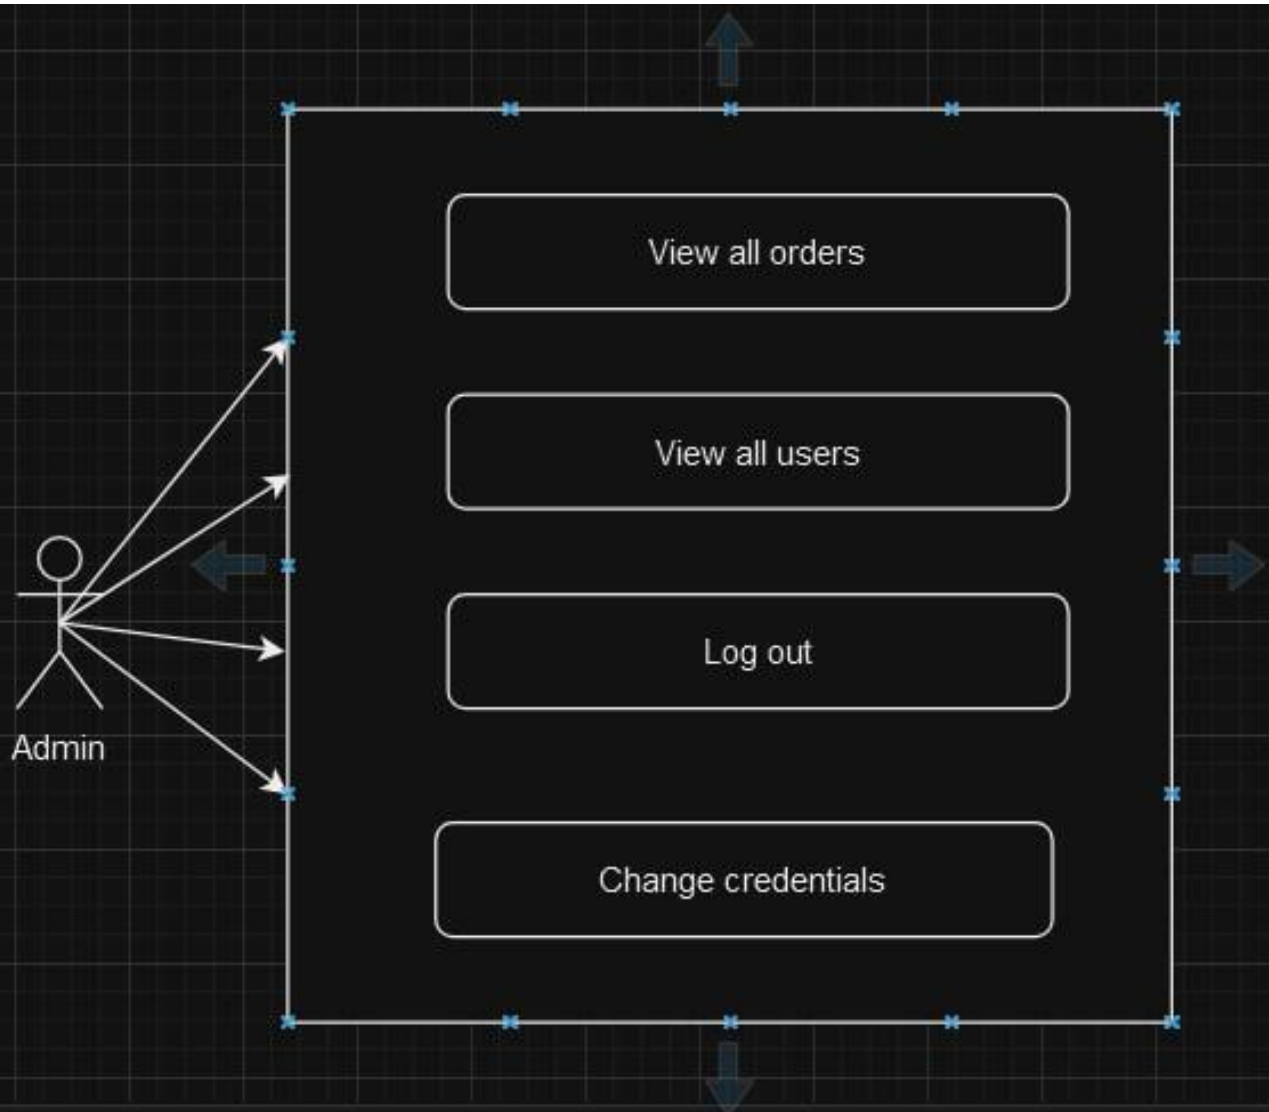 View all orders
View all users
Log out
Admin
Change credentials